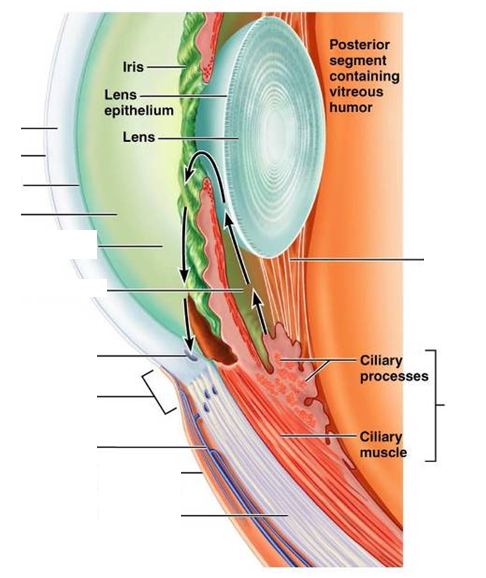 Iris
Lens
epithelium
Lens
Posterior
segment
containing
vitreous
humor
Ciliary
processes
Ciliary
muscle